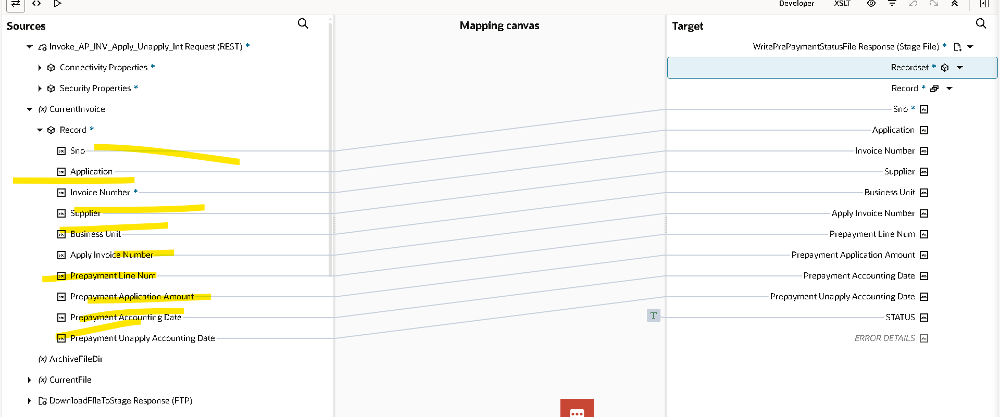 Developer XSLT
Sources
Mapping canvas
Target
Invoke_AP_INV_Apply_Unapply_Int Request (REST) *
Connectivity Properties *
Security Properties *
(x) CurrentInvoice
Record *
Sno
Application
Invoice Number *
Supplier
Business Unit
Apply Invoice Number
Prepayment Line Num
Prepayment Application Amount
Prepayment Accounting Date
Prepayment Unapply Accounting Date
(x) ArchiveFileDir
(x) CurrentFile
DownloadFIleToStage Response (FTP)
T
WritePrePaymentStatusFile Response (Stage File) *
Recordset *
Record *
Sno *
Application
Invoice Number
Supplier
Business Unit
Apply Invoice Number
Prepayment Line Num
Prepayment Application Amount
Prepayment Accounting Date
Prepayment Unapply Accounting Date
STATUS
ERROR DETAILS